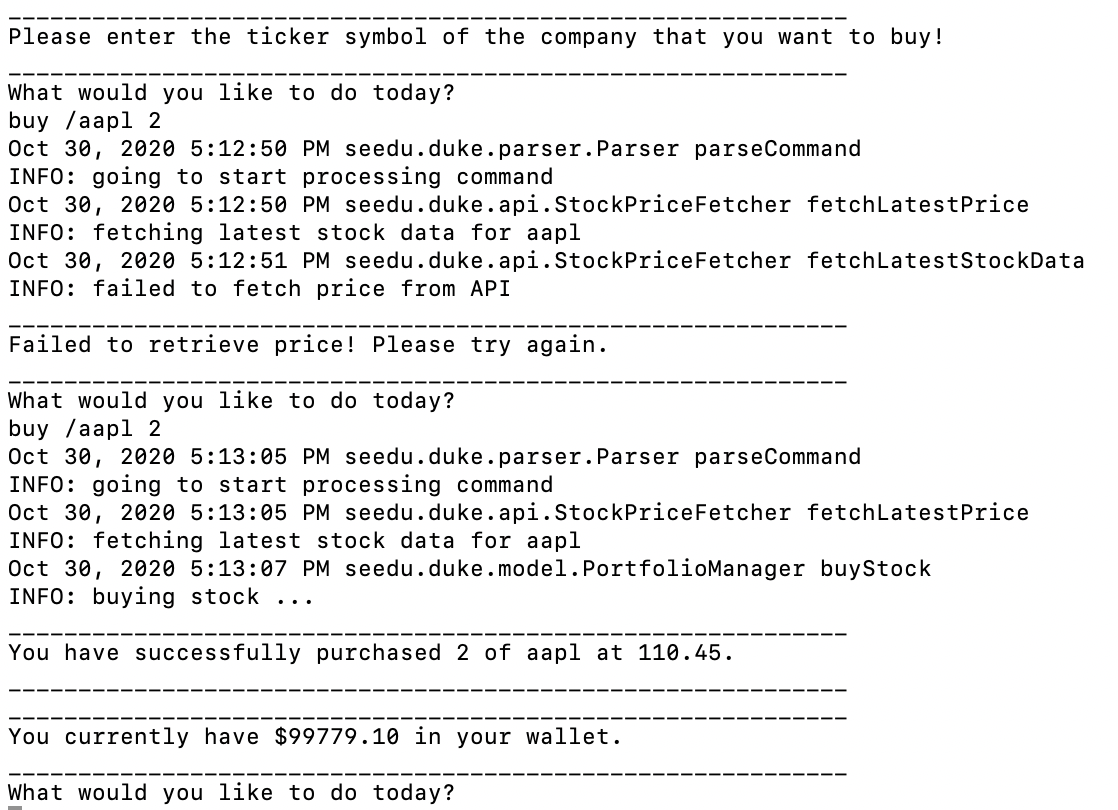 ____________________________________________________________
Please enter the ticker symbol of the company that you want to buy!
____________________________________________________________
What would you like to do today?
buy /aapl 2
Oct 30, 2020 5:12:50 PM seedu.duke.parser.Parser parseCommand
INFO: going to start processing command
Oct 30, 2020 5:12:50 PM seedu.duke.api.StockPriceFetcher fetchLatestPrice
INFO: fetching latest stock data for aapl
Oct 30, 2020 5:12:51 PM seedu.duke.api.StockPriceFetcher fetchLatestStockData
INFO: failed to fetch price from API
____________________________________________________________
Failed to retrieve price! Please try again.
____________________________________________________________
What would you like to do today?
buy /aapl 2
Oct 30, 2020 5:13:05 PM seedu.duke.parser.Parser parseCommand
INFO: going to start processing command
Oct 30, 2020 5:13:05 PM seedu.duke.api.StockPriceFetcher fetchLatestPrice
INFO: fetching latest stock data for aapl
Oct 30, 2020 5:13:07 PM seedu.duke.model.PortfolioManager buyStock
INFO: buying stock ...
____________________________________________________________
You have successfully purchased 2 of aapl at 110.45.
____________________________________________________________
____________________________________________________________
You currently have $99779.10 in your wallet.
____________________________________________________________
What would you like to do today?